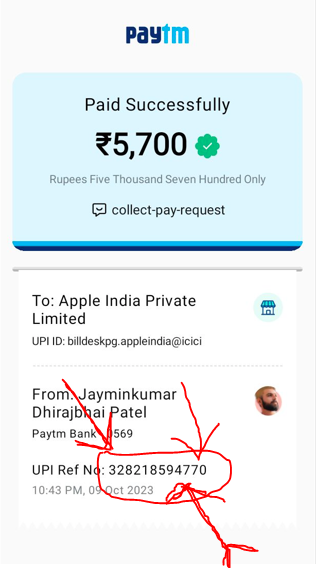 paytm
Paid Successfully
₹5,700
Rupees Five Thousand Seven Hundred Only
collect-pay-request
To: Apple India Private
Limited
UPI ID: billdeskpg.appleindia@icici
From: Jayminkumar
Dhirajbhai Patel
Paytm Bank 0569
UPI Ref No: 328218594770
10:43 PM, 09 Oct 2023